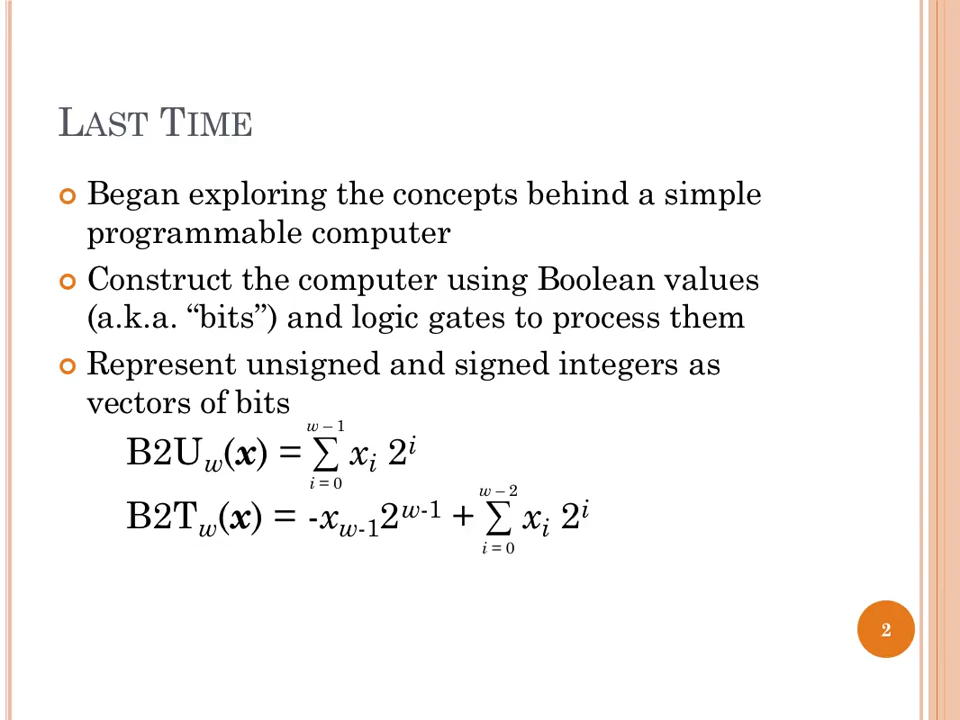 LAST TIME
Began exploring the concepts behind a simple
programmable computer
Construct the computer using Boolean values
(a.k.a. “bits”) and logic gates to process them
Represent unsigned and signed integers as
vectors of bits
B2U_w(x) = ∑_{i = 0}^{w – 1} x_i 2^i
B2T_w(x) = -x_{w-1}2^{w-1} + ∑_{i = 0}^{w – 2} x_i 2^i
2